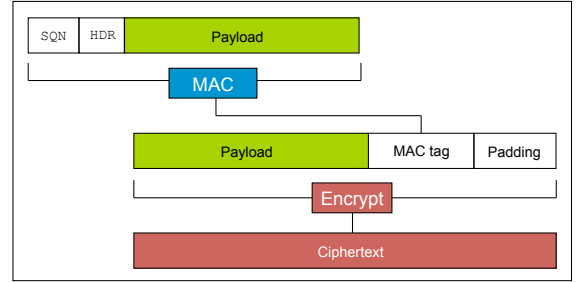 SQN HDR Payload
MAC
Payload MAC tag Padding
Encrypt
Ciphertext